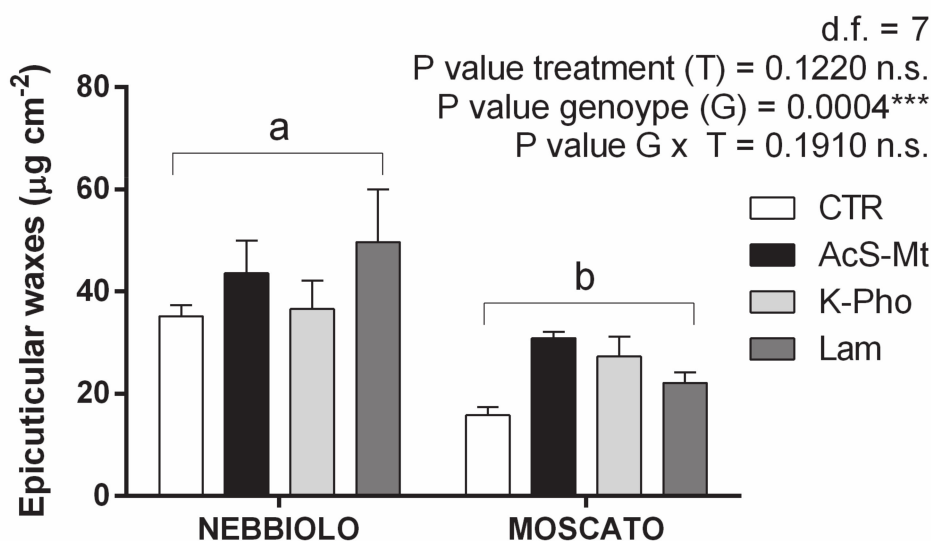 d.f. = 7
P value treatment (T) = 0.1220 n.s.
P value genoype (G) = 0.0004***
P value G x T = 0.1910 n.s.
Epicuticular waxes (µg cm-2)
80
60
40
20
0
a
b
CTR
AcS-Mt
K-Pho
Lam
NEBBIOLO
MOSCATO